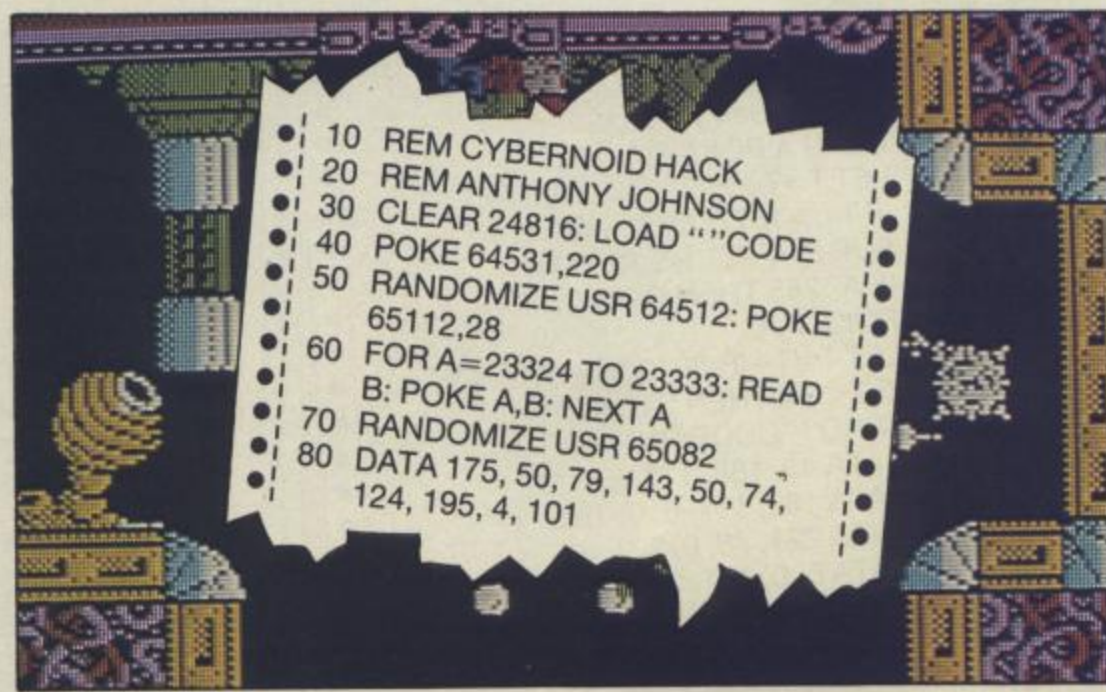 10 REM CYBERNOID HACK
20 REM ANTHONY JOHNSON
30 CLEAR 24816: LOAD “ ”CODE
40 POKE 64531,220
50 RANDOMIZE USR 64512: POKE
65112,28
60 FOR A=23324 TO 23333: READ
B: POKE A,B: NEXT A
70 RANDOMIZE USR 65082
80 DATA 175, 50, 79, 143, 50, 74,
124, 195, 4, 101